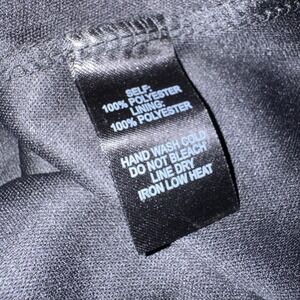 SELF:
100% POLYESTER
LINING:
100% POLYESTER
HAND WASH COLD
DO NOT BLEACH
LINE DRY
IRON LOW HEAT